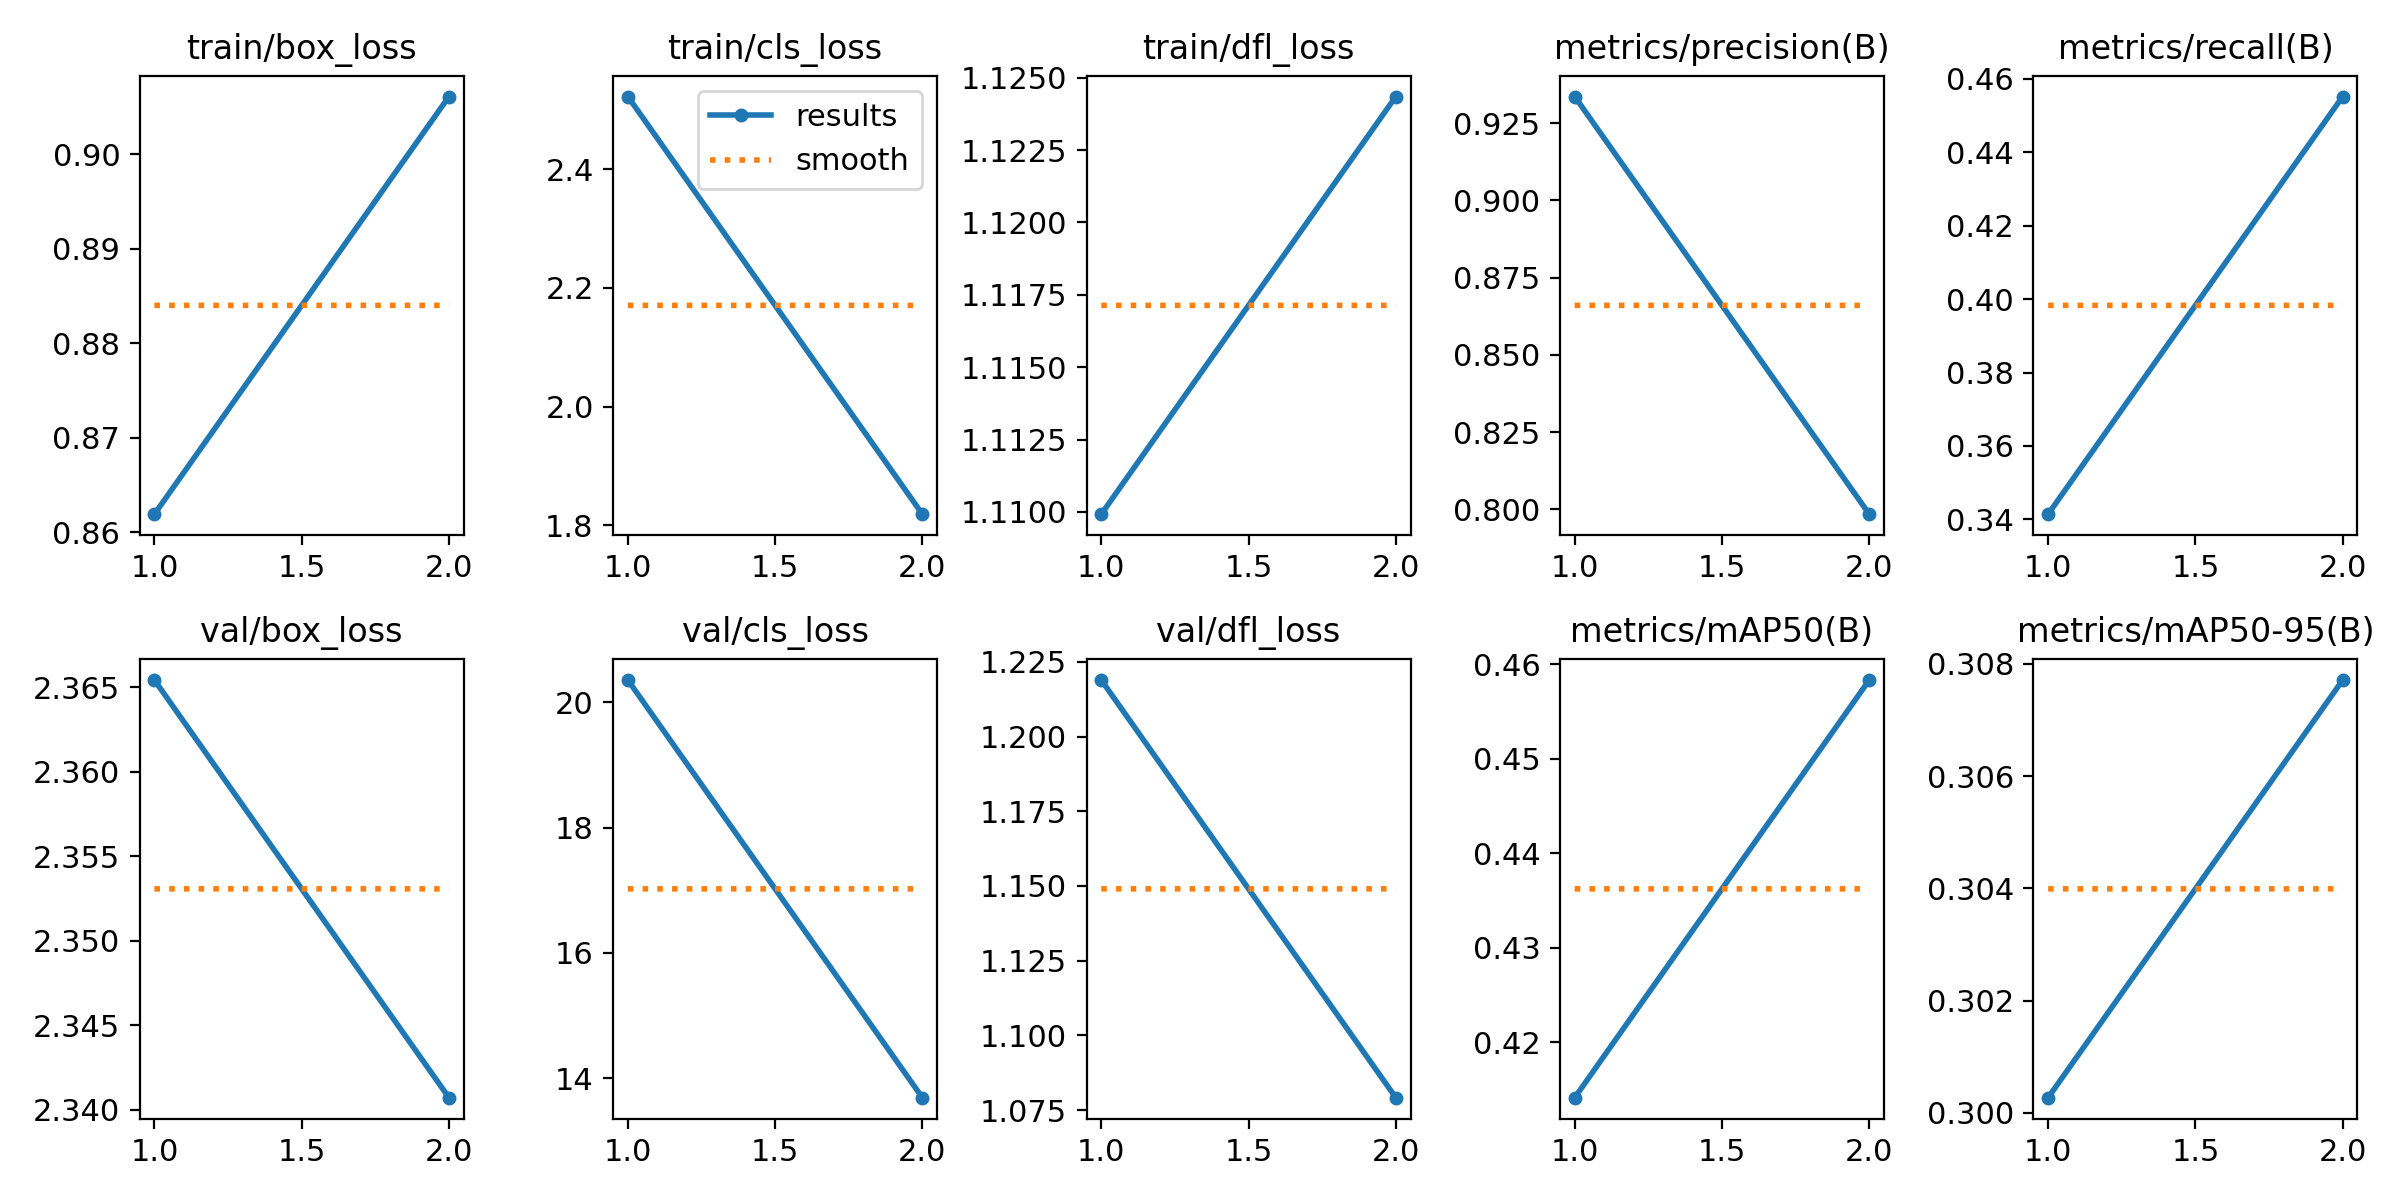 train/box_loss
0.90
0.89
0.88
0.87
0.86
1.0 1.5 2.0
train/cls_loss
results
smooth
2.4
2.2
2.0
1.8
1.0 1.5 2.0
train/dfl_loss
1.1250
1.1225
1.1200
1.1175
1.1150
1.1125
1.1100
1.0 1.5 2.0
metrics/precision(B)
0.925
0.900
0.875
0.850
0.825
0.800
1.0 1.5 2.0
metrics/recall(B)
0.46
0.44
0.42
0.40
0.38
0.36
0.34
1.0 1.5 2.0
val/box_loss
2.365
2.360
2.355
2.350
2.345
2.340
1.0 1.5 2.0
val/cls_loss
20
18
16
14
1.0 1.5 2.0
val/dfl_loss
1.225
1.200
1.175
1.150
1.125
1.100
1.075
1.0 1.5 2.0
metrics/mAP50(B)
0.46
0.45
0.44
0.43
0.42
1.0 1.5 2.0
metrics/mAP50-95(B)
0.308
0.306
0.304
0.302
0.300
1.0 1.5 2.0